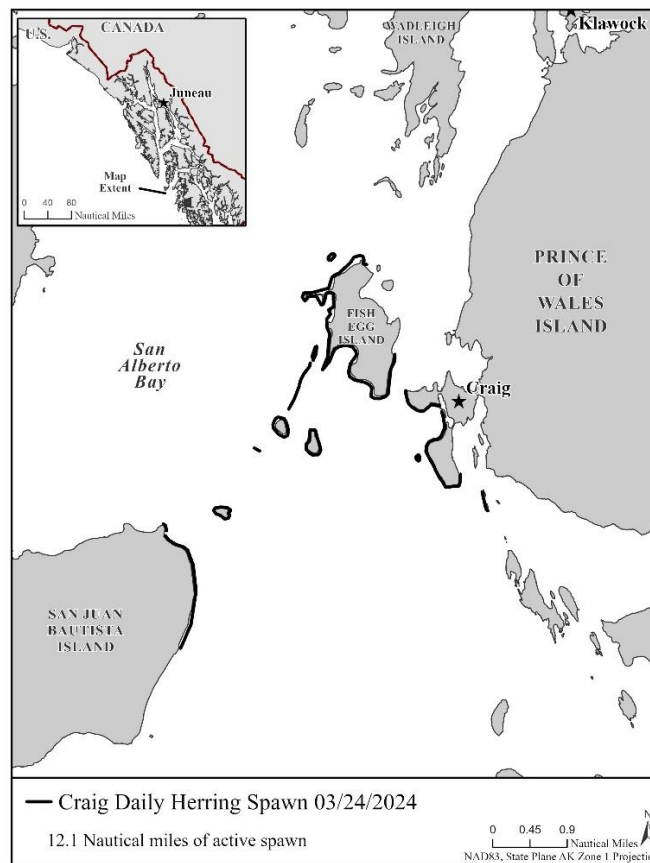 CANADA
U.S.
Juneau
Map
Extent
0 40 80
Nautical Miles
WADLEIGH
ISLAND
Klawock
PRINCE
OF
WALES
ISLAND
FISH
EGG
ISLAND
San
Alberto
Bay
Craig
SAN JUAN
BAUTISTA
ISLAND
Craig Daily Herring Spawn 03/24/2024
12.1 Nautical miles of active spawn
N
0 0.45 0.9
Nautical Miles
NAD83, State Plane AK Zone 1 Projectio